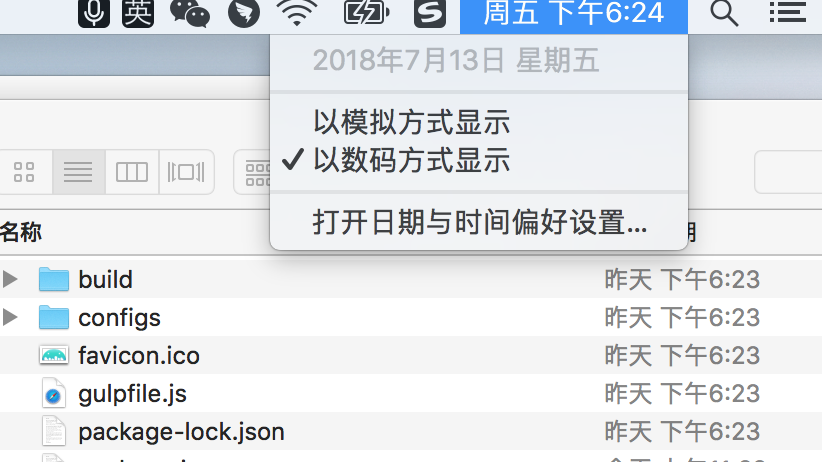 英 周五 下午6:24
2018年7月13日 星期五
以模拟方式显示
✓ 以数码方式显示
打开日期与时间偏好设置...
名称
build 昨天 下午6:23
configs 昨天 下午6:23
favicon.ico 昨天 下午6:23
gulpfile.js 昨天 下午6:23
package-lock.json 昨天 下午6:23